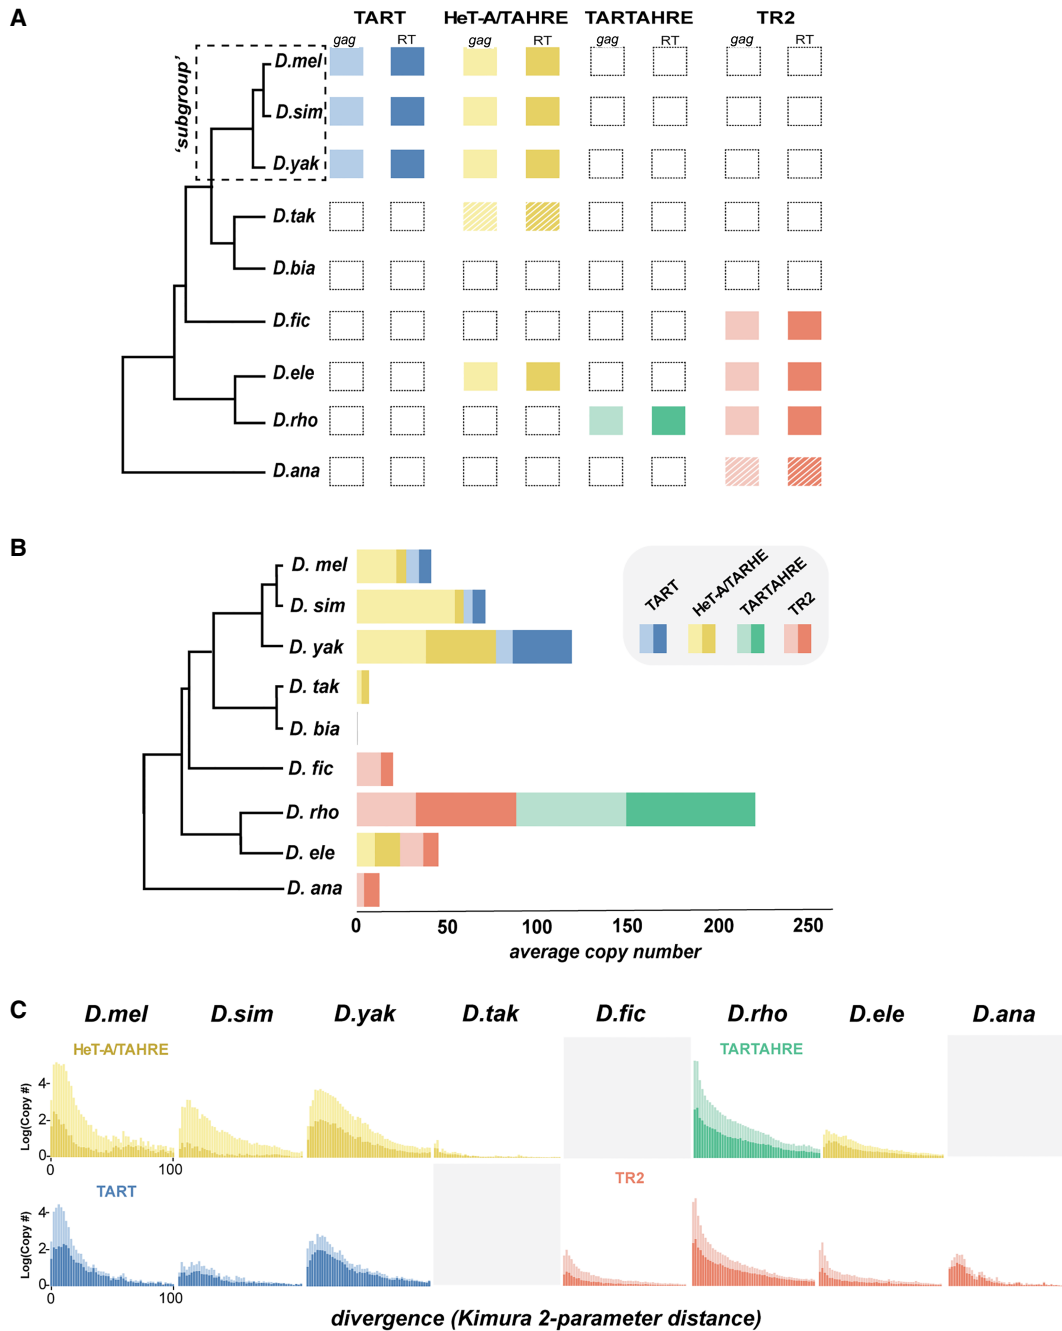 A
TART HeT-A/TAHRE TARTAHRE TR2
gag RT gag RT gag RT gag RT
'subgroup'
D.mel
D.sim
D.yak
D.tak
D.bia
D.fic
D.ele
D.rho
D.ana
B
D. mel
D. sim
D. yak
D. tak
D. bia
D. fic
D. rho
D. ele
D. ana
TART HeT-A/TARHE TARTAHRE TR2
0 50 100 150 200 250
average copy number
C
D.mel D.sim D.yak D.tak D.fic D.rho D.ele D.ana
HeT-A/TAHRE TARTAHRE
Log(Copy #)
4
2
0
0 100
TART TR2
Log(Copy #)
4
2
0
0 100
divergence (Kimura 2-parameter distance)